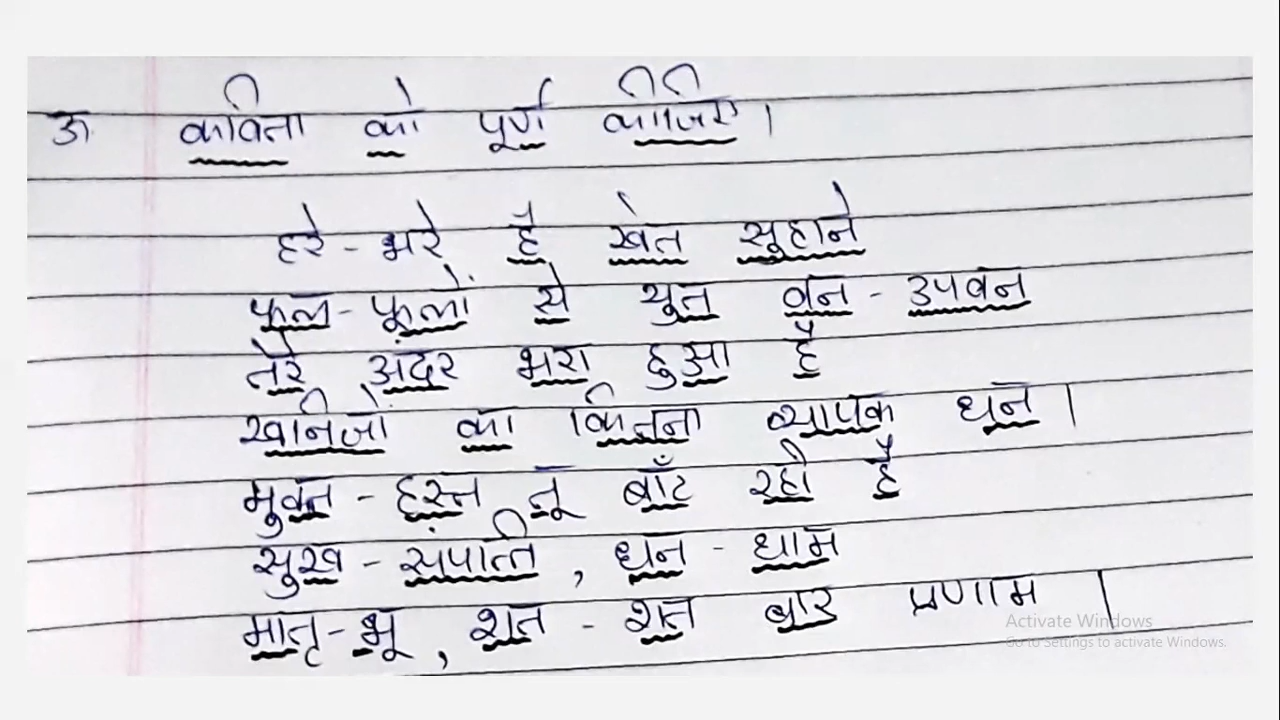 ऊ. कविता को पूर्ण कीजिए।
हरे-भरे है खेत सुहाने
फल-फूलों से युत वन-उपवन
तेरे अंदर भरा हुआ है
खनिजों का कितना व्यापक धन।
मुक्त-हस्त तू बाँट रही है
सुख-संपत्ति, धन-धाम
मातृ-भू, शत-शत बार प्रणाम।
Activate Windows
Go to Settings to activate Windows.